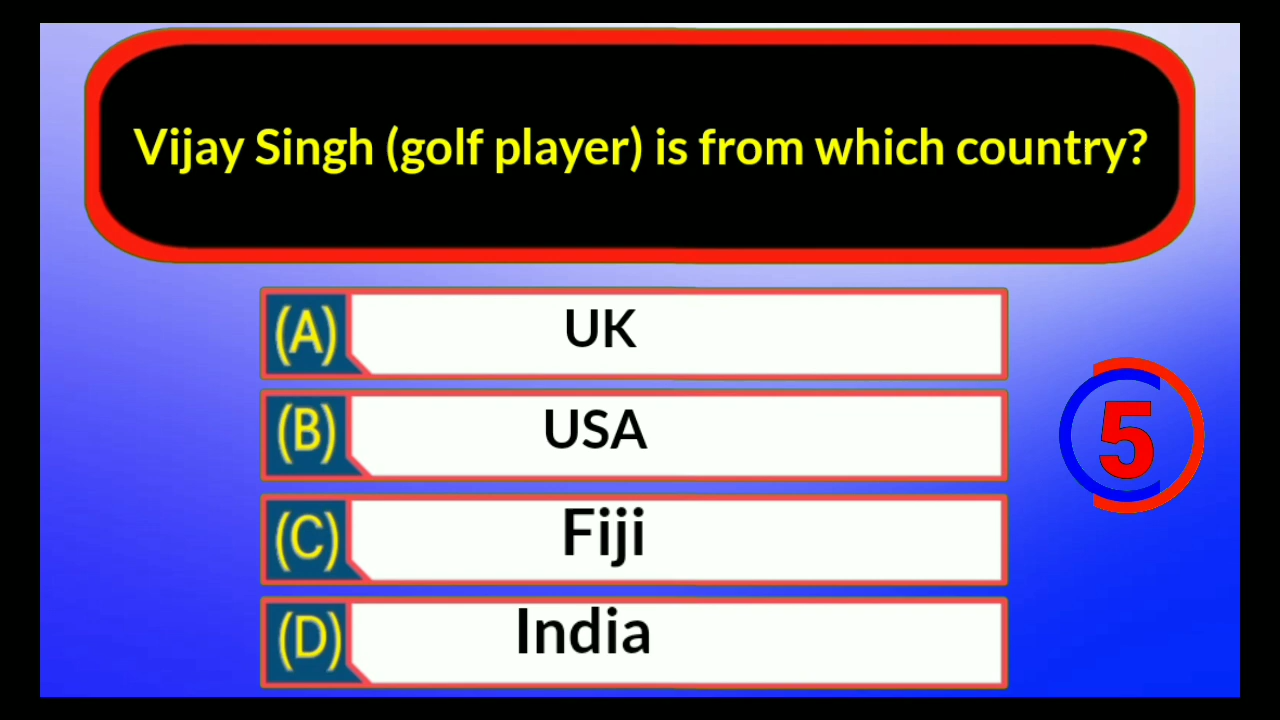 Vijay Singh (golf player) is from which country?
(A) UK
(B) USA
5
(C) Fiji
(D) India